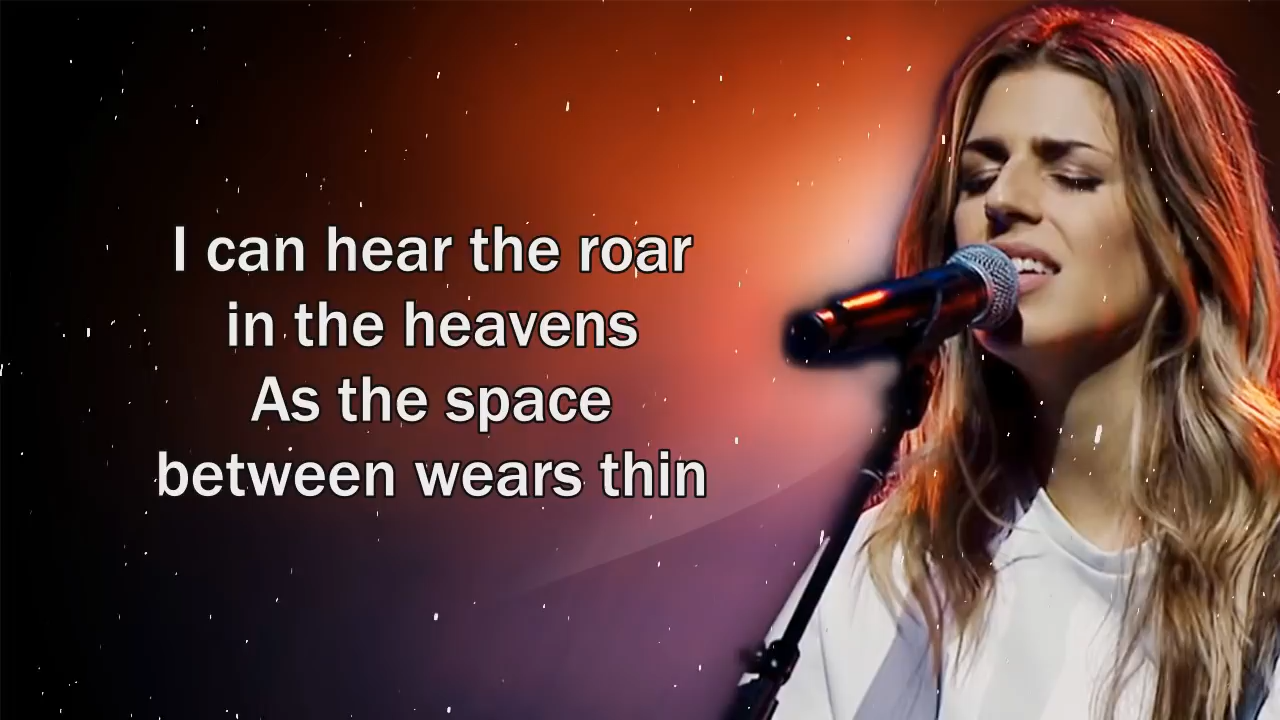 I can hear the roar
in the heavens
As the space
between wears thin